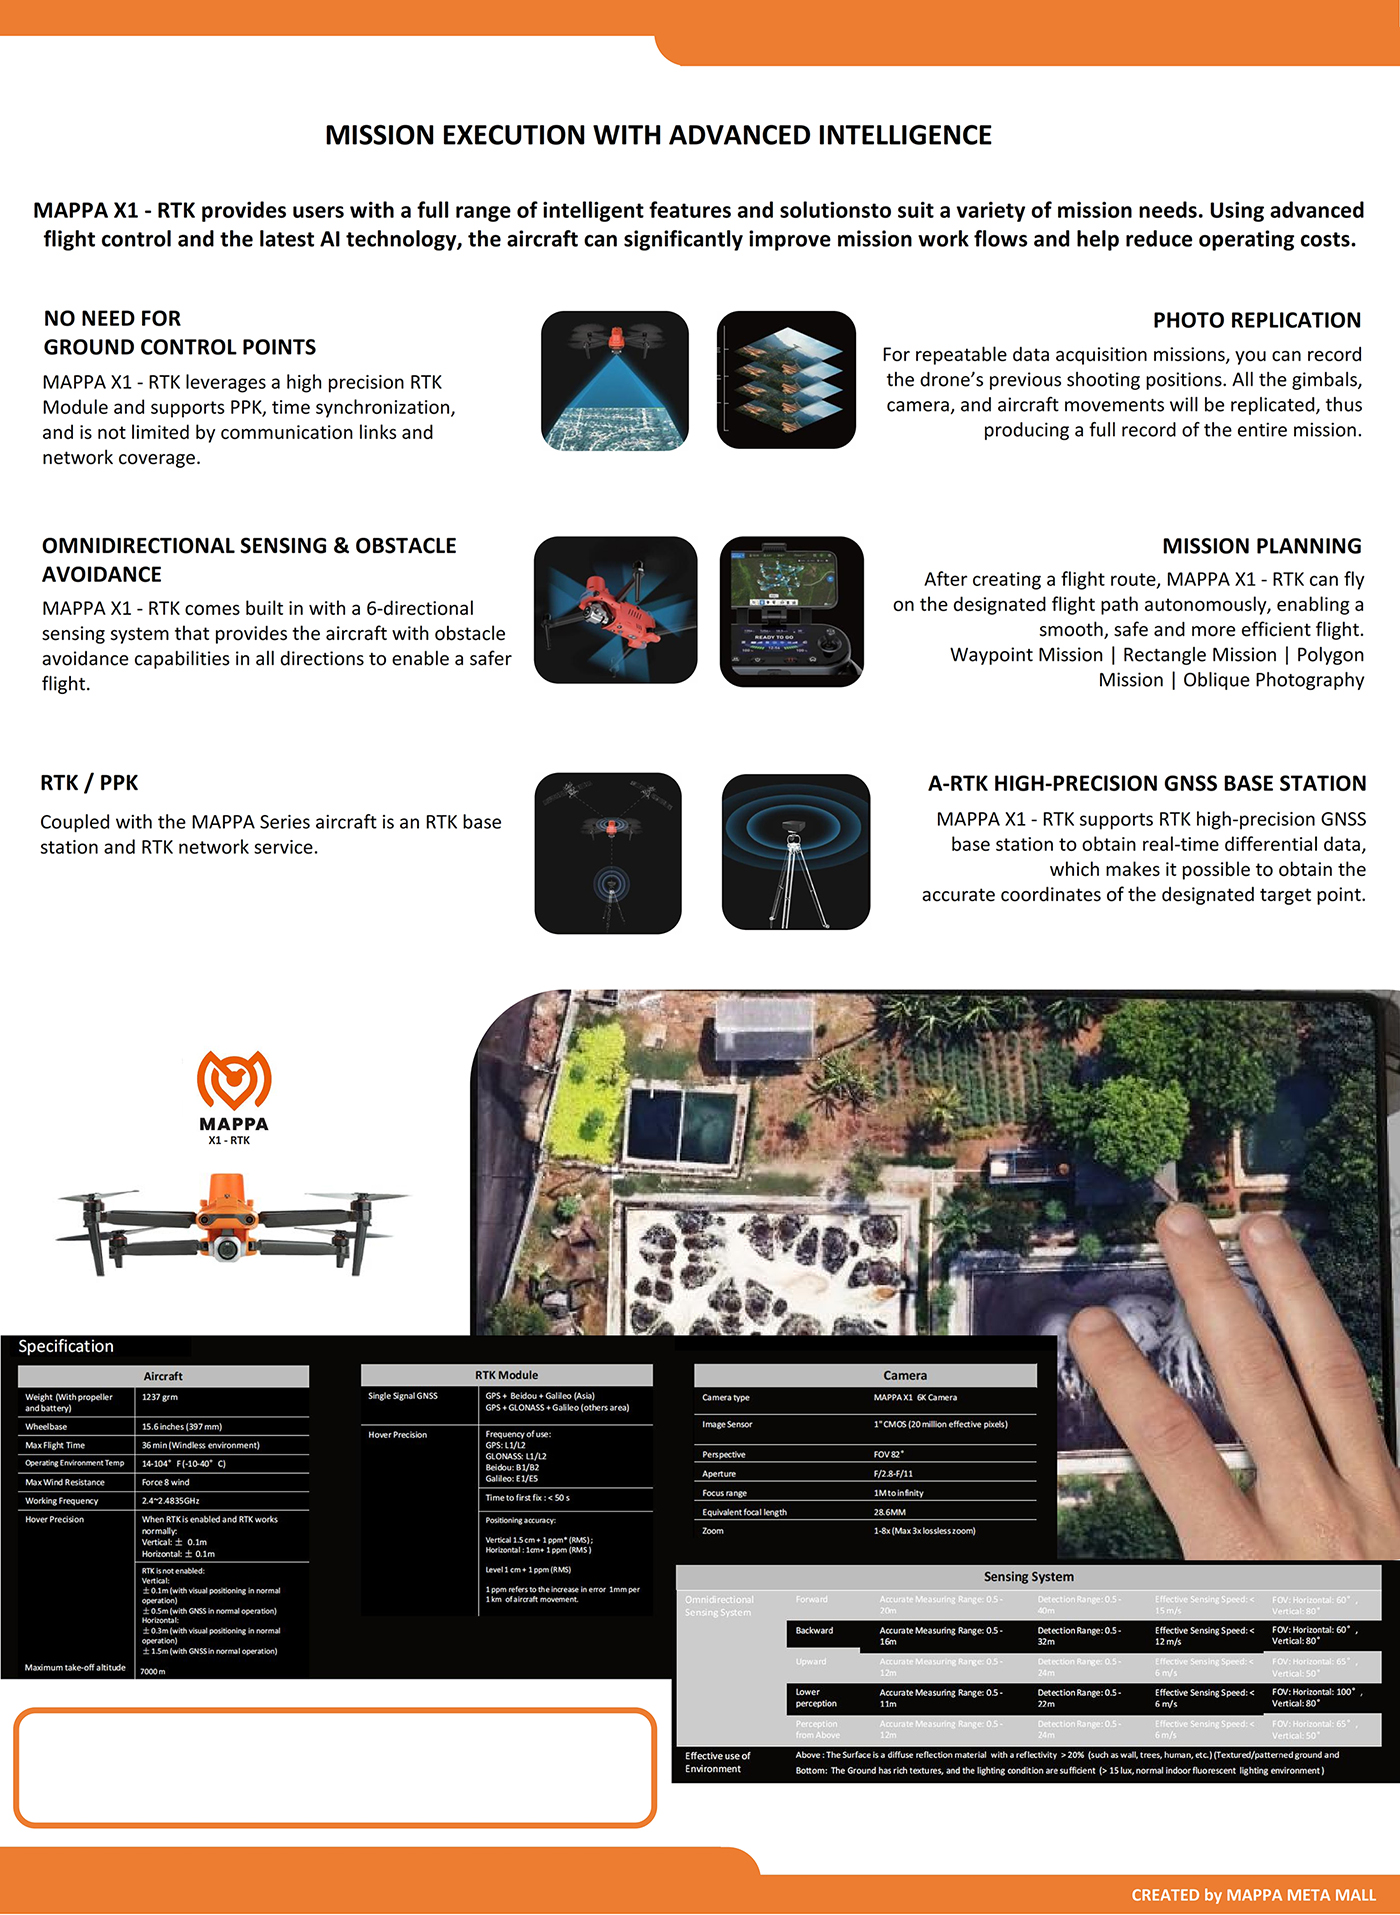 MISSION EXECUTION WITH ADVANCED INTELLIGENCE
MAPPA X1 - RTK provides users with a full range of intelligent features and solutionsto suit a variety of mission needs. Using advanced
flight control and the latest AI technology, the aircraft can significantly improve mission work flows and help reduce operating costs.
NO NEED FOR
GROUND CONTROL POINTS
MAPPA X1 - RTK leverages a high precision RTK
Module and supports PPK, time synchronization,
and is not limited by communication links and
network coverage.
PHOTO REPLICATION
For repeatable data acquisition missions, you can record
the drone's previous shooting positions. All the gimbals,
camera, and aircraft movements will be replicated, thus
producing a full record of the entire mission.
OMNIDIRECTIONAL SENSING & OBSTACLE
AVOIDANCE
MAPPA X1 - RTK comes built in with a 6-directional
sensing system that provides the aircraft with obstacle
avoidance capabilities in all directions to enable a safer
flight.
READY TO GO
MISSION PLANNING
After creating a flight route, MAPPA X1 - RTK can fly
on the designated flight path autonomously, enabling a
smooth, safe and more efficient flight.
Waypoint Mission | Rectangle Mission | Polygon
Mission | Oblique Photography
RTK / PPK
Coupled with the MAPPA Series aircraft is an RTK base
station and RTK network service.
A-RTK HIGH-PRECISION GNSS BASE STATION
MAPPA X1 - RTK supports RTK high-precision GNSS
base station to obtain real-time differential data,
which makes it possible to obtain the
accurate coordinates of the designated target point.
MAPPA
X1 - RTK
Specification
Aircraft
Weight (With propeller and battery) 1237 grm
Wheelbase 15.6 inches (397 mm)
Max Flight Time 36 min (Windless environment)
Operating Environment Temp 14-104° F (-10-40° C)
Max Wind Resistance Force 8 wind
Working Frequency 2.4~2.4835GHz
Hover Precision When RTK is enabled and RTK works
normally:
Vertical: ± 0.1m
Horizontal: ± 0.1m
RTK is not enabled:
Vertical:
± 0.1m (with visual positioning in normal
operation)
± 0.5m (with GNSS in normal operation)
Horizontal:
± 0.3m (with visual positioning in normal
operation)
± 1.5m (with GNSS in normal operation)
Maximum take-off altitude 7000 m
RTK Module
Single Signal GNSS GPS + Beidou + Galileo (Asia)
GPS + GLONASS + Galileo (others area)
Hover Precision Frequency of use:
GPS: L1/L2
GLONASS: L1/L2
Beidou: B1/B2
Galileo: E1/E5
Time to first fix : < 50 s
Positioning accuracy:
Vertical 1.5 cm + 1 ppm* (RMS) ;
Horizontal : 1cm+ 1 ppm (RMS )
Level 1 cm + 1 ppm (RMS)
1 ppm refers to the increase in error 1mm per
1 km of aircraft movement.
Camera
Camera type MAPPA X1 6K Camera
Image Sensor 1" CMOS (20 million effective pixels)
Perspective FOV 82°
Aperture F/2.8-F/11
Focus range 1M to infinity
Equivalent focal length 28.6MM
Zoom 1-8x (Max 3x lossless zoom)
Sensing System
Omnidirectional Forward Accurate Measuring Range: 0.5 - Detection Range: 0.5 - Effective Sensing Speed: < FOV: Horizontal: 60° ,
Sensing System 20m 40m 15 m/s Vertical: 80°
Backward Accurate Measuring Range: 0.5 - Detection Range: 0.5 - Effective Sensing Speed: < FOV: Horizontal: 60° ,
16m 32m 12 m/s Vertical: 80°
Upward Accurate Measuring Range: 0.5 - Detection Range: 0.5 - Effective Sensing Speed: < FOV: Horizontal: 65° ,
12m 24m 6 m/s Vertical: 50°
Lower Accurate Measuring Range: 0.5 - Detection Range: 0.5 - Effective Sensing Speed: < FOV: Horizontal: 100° ,
perception 11m 22m 6 m/s Vertical: 80°
Perception Accurate Measuring Range: 0.5 - Detection Range: 0.5 - Effective Sensing Speed: < FOV: Horizontal: 65° ,
from Above 12m 24m 6 m/s Vertical: 50°
Effective use of Above : The Surface is a diffuse reflection material with a reflectivity > 20% (such as wall, trees, human, etc.) (Textured/patterned ground and
Environment Bottom: The Ground has rich textures, and the lighting condition are sufficient (> 15 lux, normal indoor fluorescent lighting environment )
CREATED by MAPPA META MALL